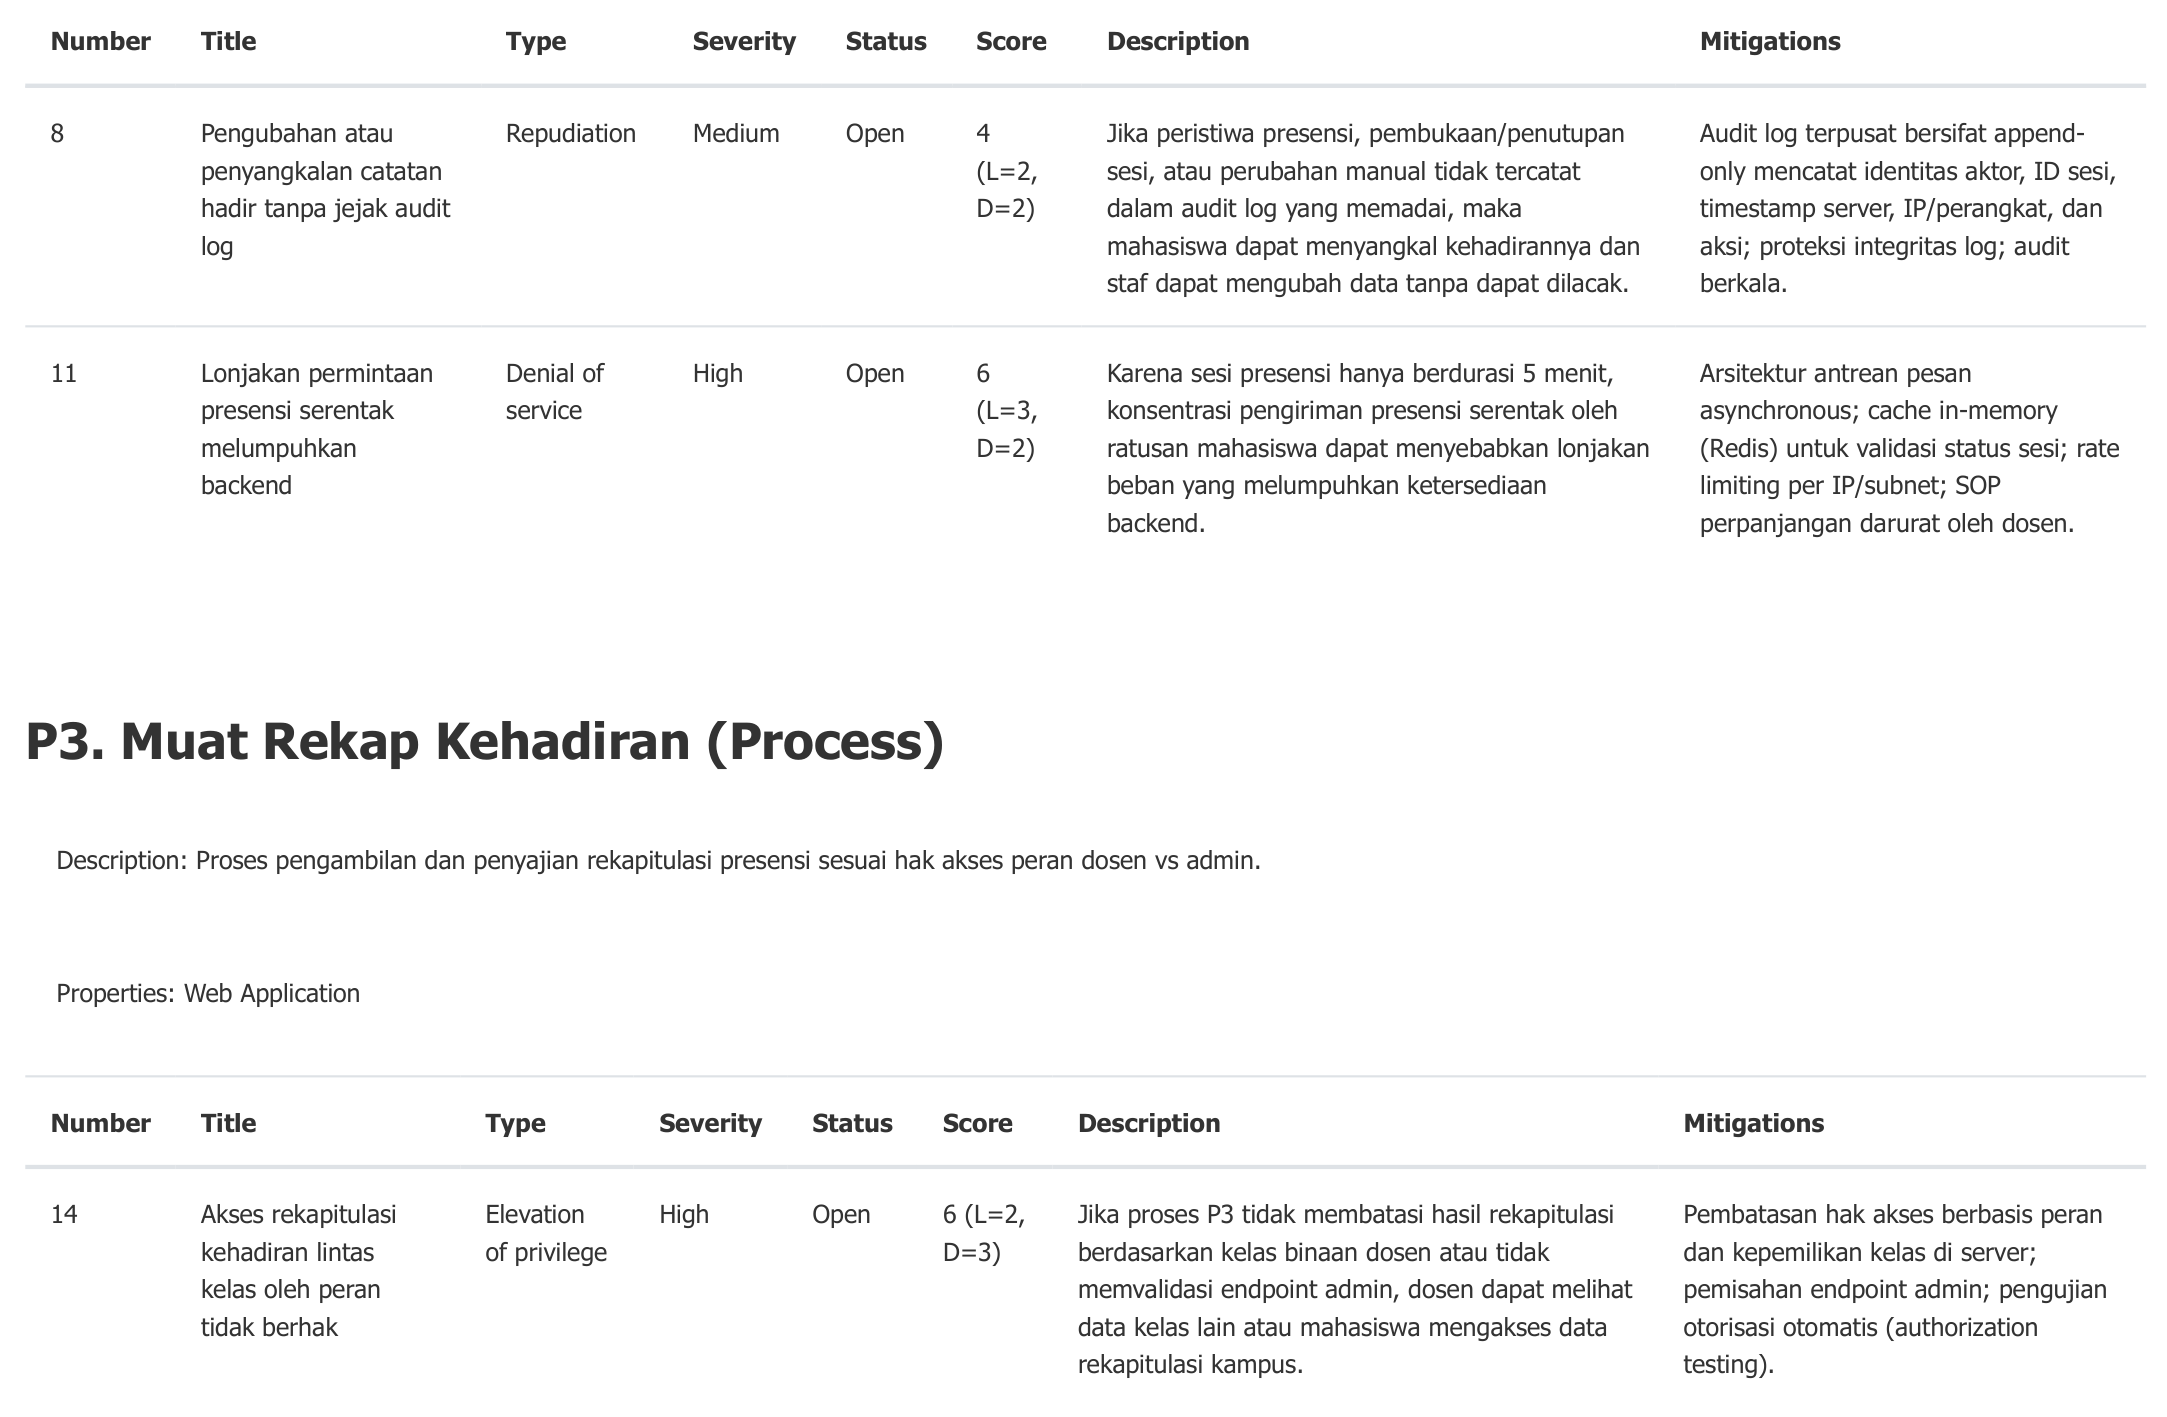 Number Title Type Severity Status Score Description Mitigations
8 Pengubahan atau Repudiation Medium Open 4 Jika peristiwa presensi, pembukaan/penutupan Audit log terpusat bersifat append-
penyangkalan catatan (L=2, sesi, atau perubahan manual tidak tercatat only mencatat identitas aktor, ID sesi,
hadir tanpa jejak audit D=2) dalam audit log yang memadai, maka timestamp server, IP/perangkat, dan
log mahasiswa dapat menyangkal kehadirannya dan aksi; proteksi integritas log; audit
staf dapat mengubah data tanpa dapat dilacak. berkala.
11 Lonjakan permintaan Denial of High Open 6 Karena sesi presensi hanya berdurasi 5 menit, Arsitektur antrean pesan
presensi serentak service (L=3, konsentrasi pengiriman presensi serentak oleh asynchronous; cache in-memory
melumpuhkan D=2) ratusan mahasiswa dapat menyebabkan lonjakan (Redis) untuk validasi status sesi; rate
backend beban yang melumpuhkan ketersediaan limiting per IP/subnet; SOP
backend. perpanjangan darurat oleh dosen.
P3. Muat Rekap Kehadiran (Process)
Description: Proses pengambilan dan penyajian rekapitulasi presensi sesuai hak akses peran dosen vs admin.
Properties: Web Application
Number Title Type Severity Status Score Description Mitigations
14 Akses rekapitulasi Elevation High Open 6 (L=2, Jika proses P3 tidak membatasi hasil rekapitulasi Pembatasan hak akses berbasis peran
kehadiran lintas of privilege D=3) berdasarkan kelas binaan dosen atau tidak dan kepemilikan kelas di server;
kelas oleh peran memvalidasi endpoint admin, dosen dapat melihat pemisahan endpoint admin; pengujian
tidak berhak data kelas lain atau mahasiswa mengakses data otorisasi otomatis (authorization
rekapitulasi kampus. testing).